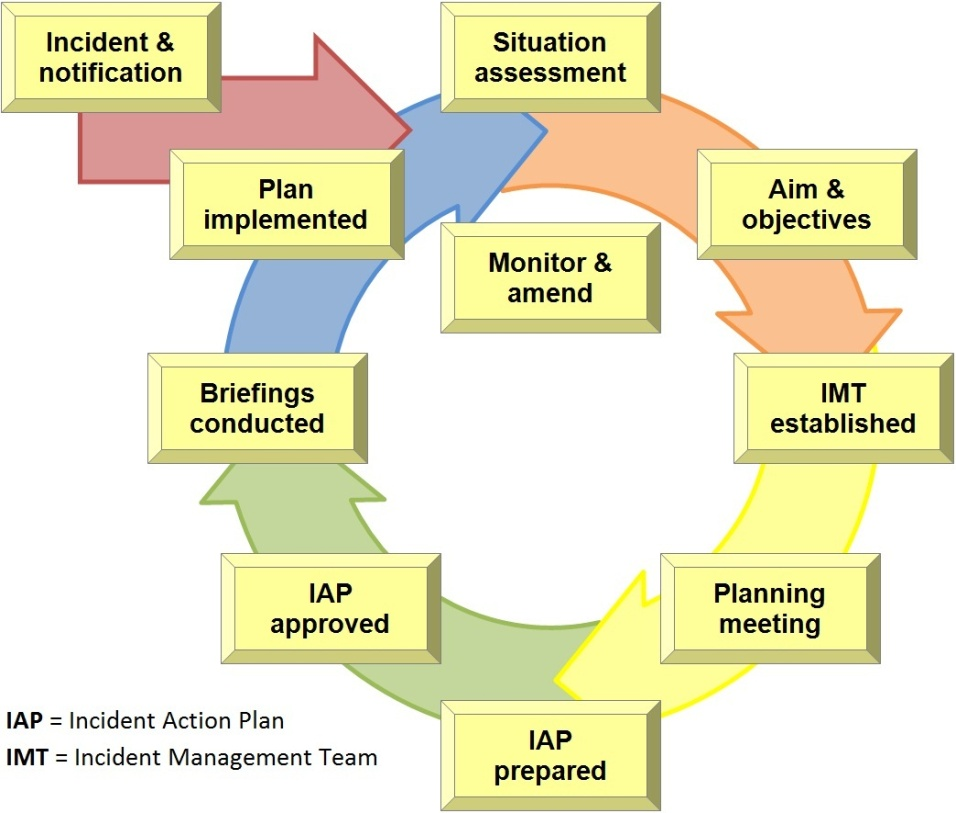 Incident &
notification
Situation
assessment
Plan
implemented
Aim &
objectives
Monitor &
amend
Briefings
conducted
IMT
established
IAP
approved
Planning
meeting
IAP
prepared
IAP = Incident Action Plan
IMT = Incident Management Team